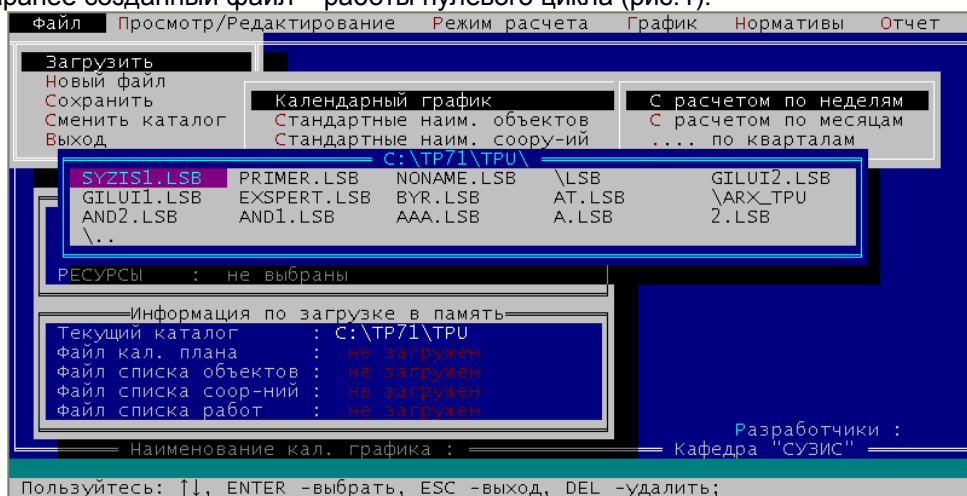 ранее созданный файл – работы нулевого цикла (рис.1).
Файл Просмотр/Редактирование Режим расчета График Нормативы Отчет
Загрузить
Новый файл
Сохранить Календарный график С расчетом по неделям
Сменить каталог Стандартные наим. объектов С расчетом по месяцам
Выход Стандартные наим. соору-ий .... по кварталам
C:\TP71\TPU\
SYZIS1.LSB PRIMER.LSB NONAME.LSB \LSB GILUI2.LSB
GILUI1.LSB EXSPERT.LSB BYR.LSB AT.LSB \ARX_TPU
AND2.LSB AND1.LSB AAA.LSB A.LSB 2.LSB
\..
РЕСУРСЫ : не выбраны
Информация по загрузке в память
Текущий каталог : C:\TP71\TPU
Файл кал. плана : не загружен
Файл списка объектов : не загружен
Файл списка соор-ний : не загружен
Файл списка работ : не загружен
Разработчики :
Наименование кал. графика : Кафедра "СУЗИС"
Пользуйтесь: ↑↓, ENTER -выбрать, ESC -выход, DEL -удалить;